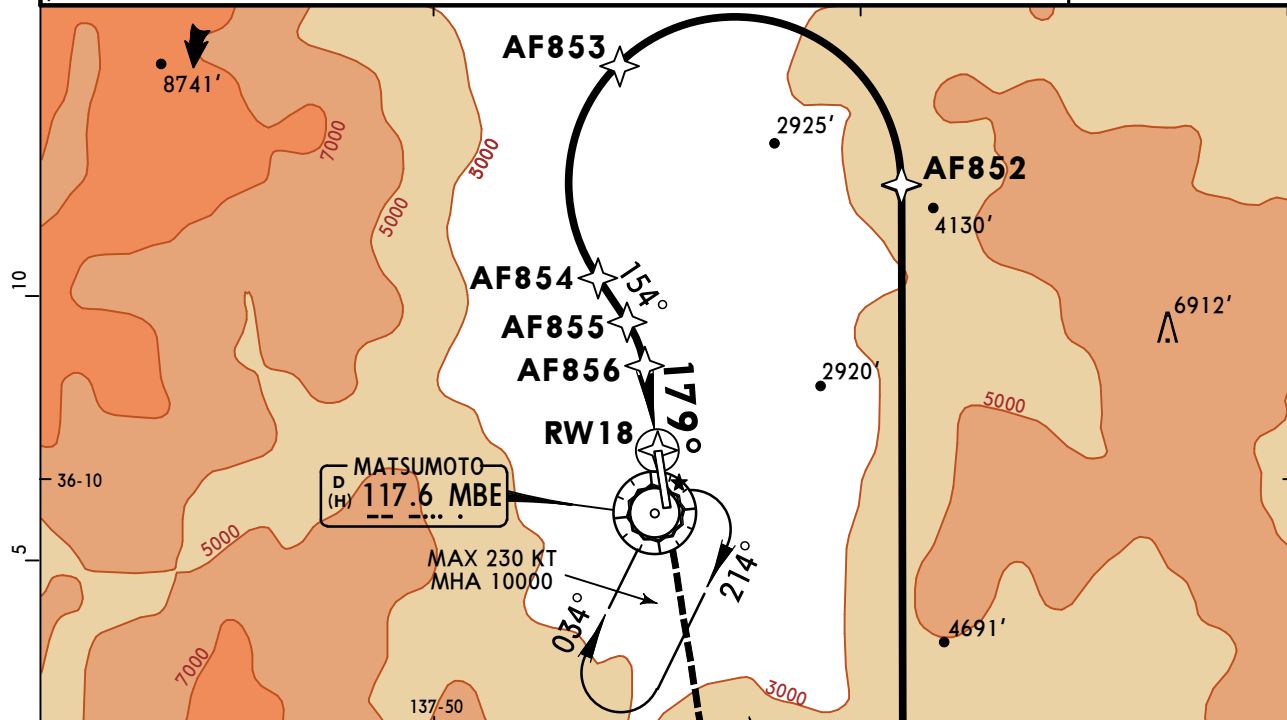 AF853
8741'
7000
3000
2925'
AF852
4130'
5000
10
AF854
154°
AF855
6912'
AF856
2920'
179°
5000
RW18
MATSUMOTO
D
(H) 117.6 MBE
36-10
5000
5
MAX 230 KT
MHA 10000
214°
034°
4691'
7000
3000
137-50